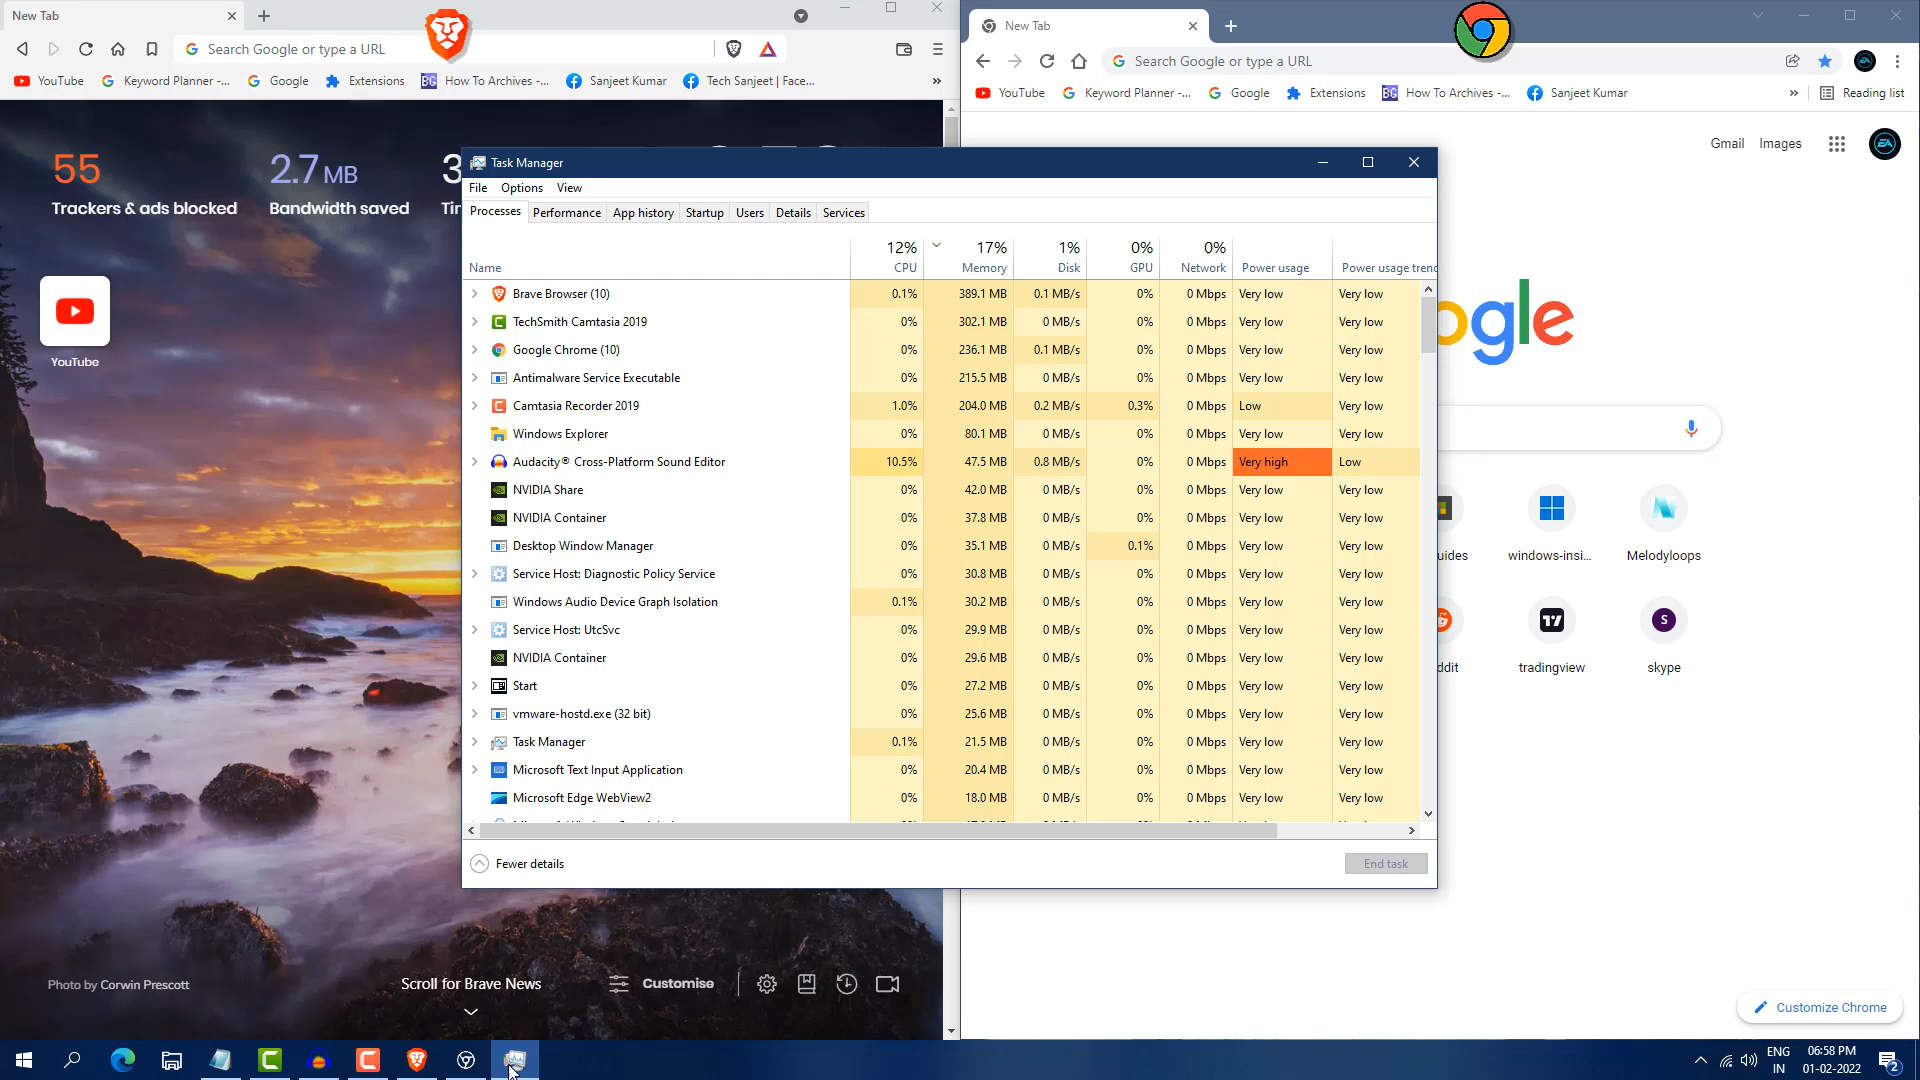 New Tab
Search Google or type a URL
YouTube
Keyword Planner -...
Google
Extensions
How To Archives -...
Sanjeet Kumar
Tech Sanjeet | Face...
»
New Tab
Search Google or type a URL
YouTube
Keyword Planner -...
Google
Extensions
How To Archives -...
Sanjeet Kumar
»
Reading list
55
Trackers & ads blocked
2.7 MB
Bandwidth saved
YouTube
Photo by Corwin Prescott
Scroll for Brave News
Customise
Gmail
Images
ogle
uides
windows-insi...
Melodyloops
ddit
tradingview
S
skype
Customize Chrome
Task Manager
File Options View
Processes Performance App history Startup Users Details Services
12% 17% 1% 0% 0%
Name CPU Memory Disk GPU Network Power usage Power usage trend
Brave Browser (10) 0.1% 389.1 MB 0.1 MB/s 0% 0 Mbps Very low Very low
TechSmith Camtasia 2019 0% 302.1 MB 0 MB/s 0% 0 Mbps Very low Very low
Google Chrome (10) 0% 236.1 MB 0.1 MB/s 0% 0 Mbps Very low Very low
Antimalware Service Executable 0% 215.5 MB 0 MB/s 0% 0 Mbps Very low Very low
Camtasia Recorder 2019 1.0% 204.0 MB 0.2 MB/s 0.3% 0 Mbps Low Very low
Windows Explorer 0% 80.1 MB 0 MB/s 0% 0 Mbps Very low Very low
Audacity® Cross-Platform Sound Editor 10.5% 47.5 MB 0.8 MB/s 0% 0 Mbps Very high Low
NVIDIA Share 0% 42.0 MB 0 MB/s 0% 0 Mbps Very low Very low
NVIDIA Container 0% 37.8 MB 0 MB/s 0% 0 Mbps Very low Very low
Desktop Window Manager 0% 35.1 MB 0 MB/s 0.1% 0 Mbps Very low Very low
Service Host: Diagnostic Policy Service 0% 30.8 MB 0 MB/s 0% 0 Mbps Very low Very low
Windows Audio Device Graph Isolation 0.1% 30.2 MB 0 MB/s 0% 0 Mbps Very low Very low
Service Host: UtcSvc 0% 29.9 MB 0 MB/s 0% 0 Mbps Very low Very low
NVIDIA Container 0% 29.6 MB 0 MB/s 0% 0 Mbps Very low Very low
Start 0% 27.2 MB 0 MB/s 0% 0 Mbps Very low Very low
vmware-hostd.exe (32 bit) 0% 25.6 MB 0 MB/s 0% 0 Mbps Very low Very low
Task Manager 0.1% 21.5 MB 0 MB/s 0% 0 Mbps Very low Very low
Microsoft Text Input Application 0% 20.4 MB 0 MB/s 0% 0 Mbps Very low Very low
Microsoft Edge WebView2 0% 18.0 MB 0 MB/s 0% 0 Mbps Very low Very low
Fewer details
End task
ENG 06:58 PM
IN 01-02-2022
2